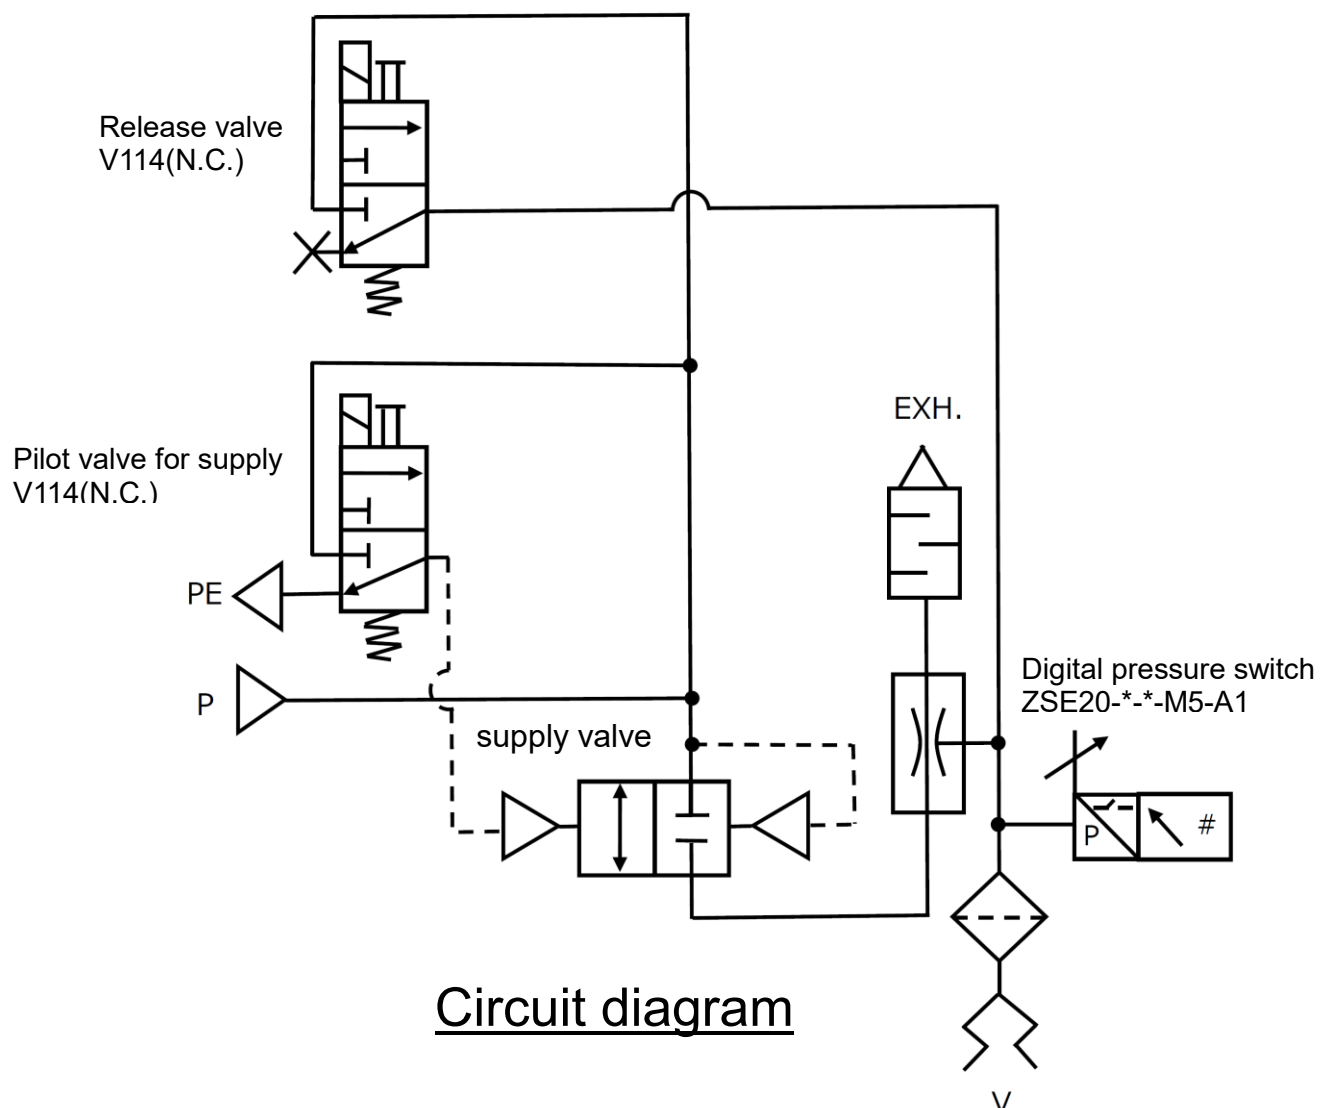 Release valve
V114(N.C.)
EXH.
Pilot valve for supply
V114(N.C.)
PE
P
Digital pressure switch
ZSE20-*-*-M5-A1
supply valve
P
#
Circuit diagram
V